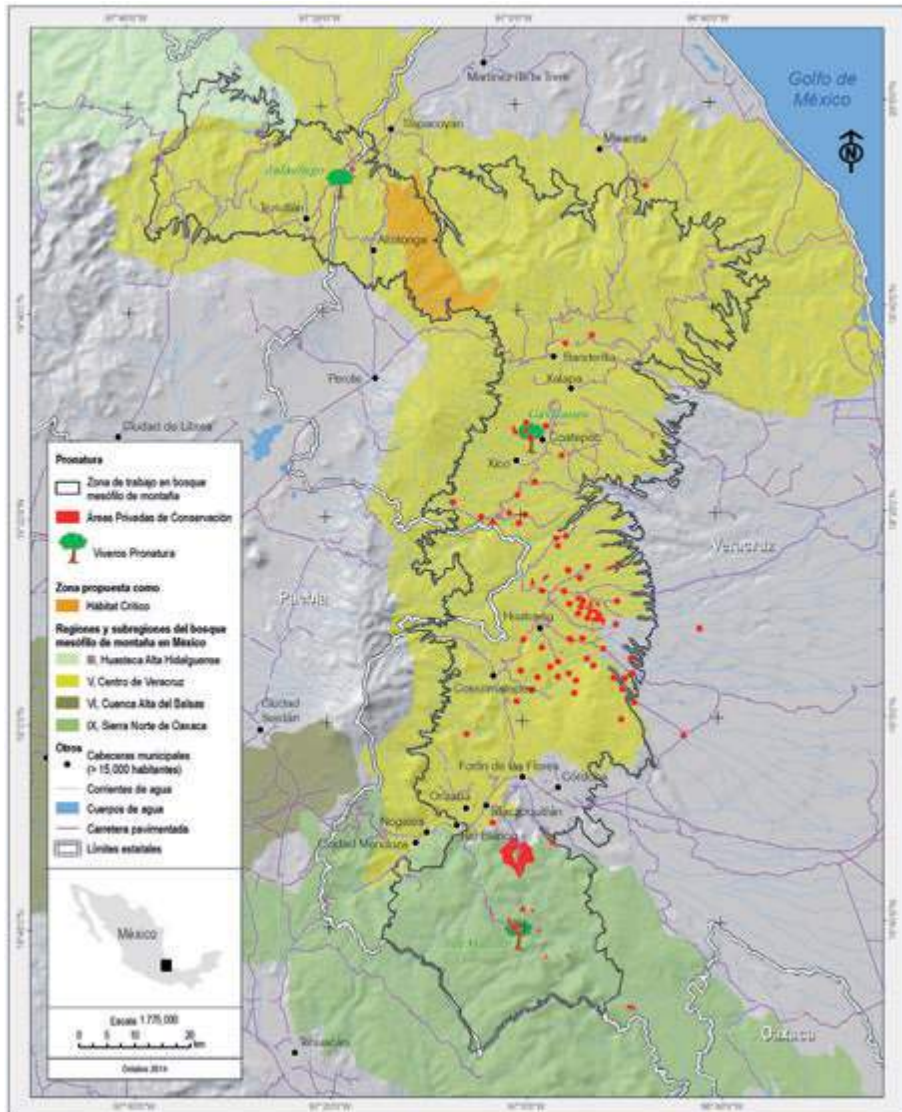 Golfo de
México
Martínez de la Torre
Tlapacoyan
Misantla
Jalacingo
Teziutlán
Altotonga
Banderilla
Xalapa
Perote
Coatepec
Xico
Ciudad de Libres
Veracruz
Puebla
Huatusco
Coscomatepec
Ciudad
Serdán
Fortín de las Flores
Córdoba
Orizaba
Nogales
Río Blanco
Ciudad Mendoza
Oaxaca
Tehuacán
Pronatura
Zona de trabajo en bosque
mesófilo de montaña
Áreas Privadas de Conservación
Viveros Pronatura
Zona propuesta como
Hábitat Crítico
Regiones y subregiones del bosque
mesófilo de montaña en México
Huasteca Alta Hidalguense
V. Centro de Veracruz
VI. Cuenca Alta del Balsas
IX. Sierra Norte de Oaxaca
Otros
Cabeceras municipales
(> 15,000 habitantes)
Corrientes de agua
Cuerpos de agua
Carretera pavimentada
Límites estatales
México
Escala 1:775,000
0 5 10 20
km
N